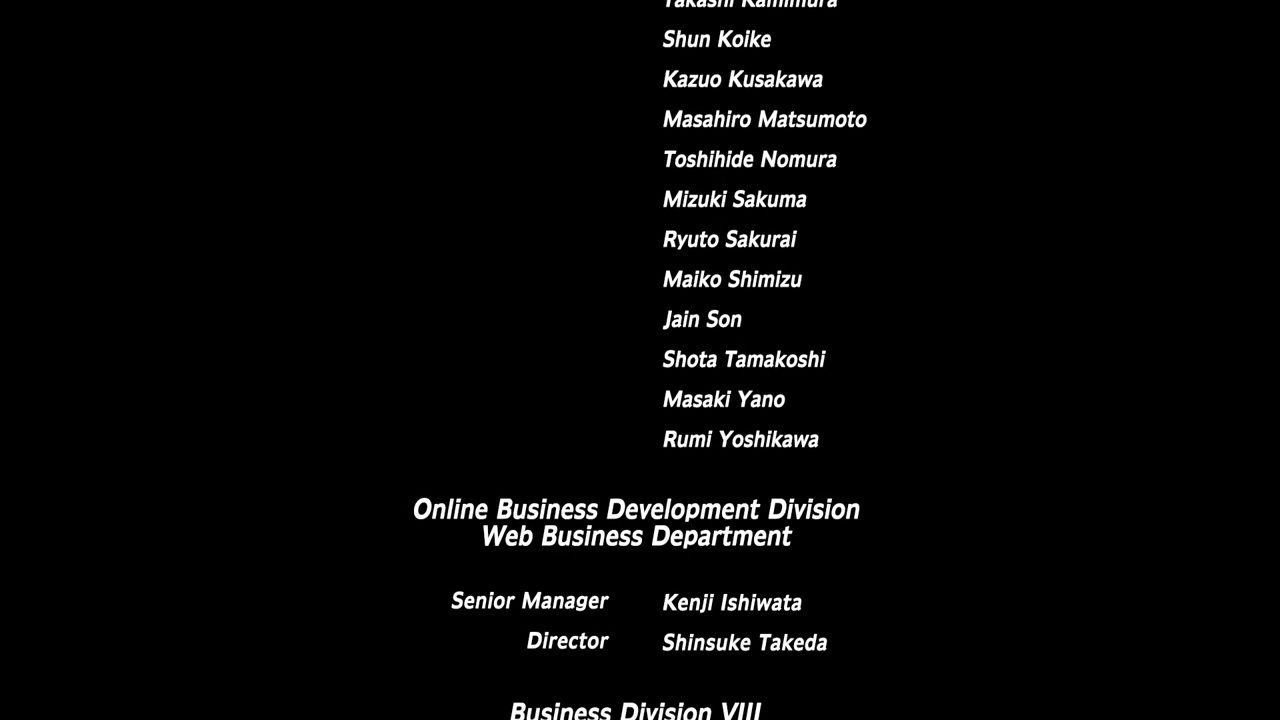 Takashi Kamimura
Shun Koike
Kazuo Kusakawa
Masahiro Matsumoto
Toshihide Nomura
Mizuki Sakuma
Ryuto Sakurai
Maiko Shimizu
Jain Son
Shota Tamakoshi
Masaki Yano
Rumi Yoshikawa
Online Business Development Division
Web Business Department
Senior Manager Kenji Ishiwata
Director Shinsuke Takeda
Business Division VIII